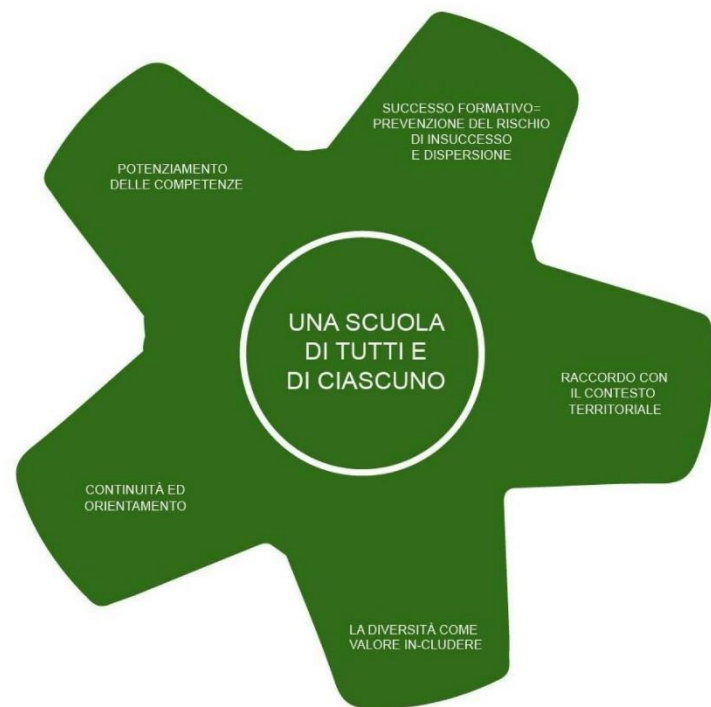 SUCCESSO FORMATIVO=
PREVENZIONE DEL RISCHIO
DI INSUCCESSO
E DISPERSIONE
POTENZIAMENTO
DELLE COMPETENZE
UNA SCUOLA
DI TUTTI E
DI CIASCUNO
RACCORDO CON
IL CONTESTO
TERRITORIALE
CONTINUITÀ ED
ORIENTAMENTO
LA DIVERSITÀ COME
VALORE IN-CLUDERE